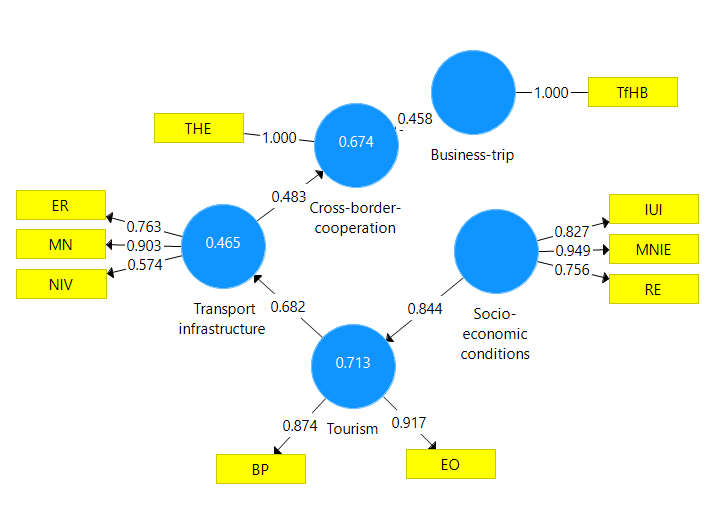 TfHB
1.000
0.458
THE
1.000
0.674
Business-trip
ER
0.483
Cross-border-
cooperation
IUI
0.763
0.827
MN
0.903
0.465
0.949
MNIE
0.574
0.756
NIV
RE
Transport
infrastructure
0.682
0.844
Socio-
economic
conditions
0.713
0.874
Tourism
0.917
BP
EO